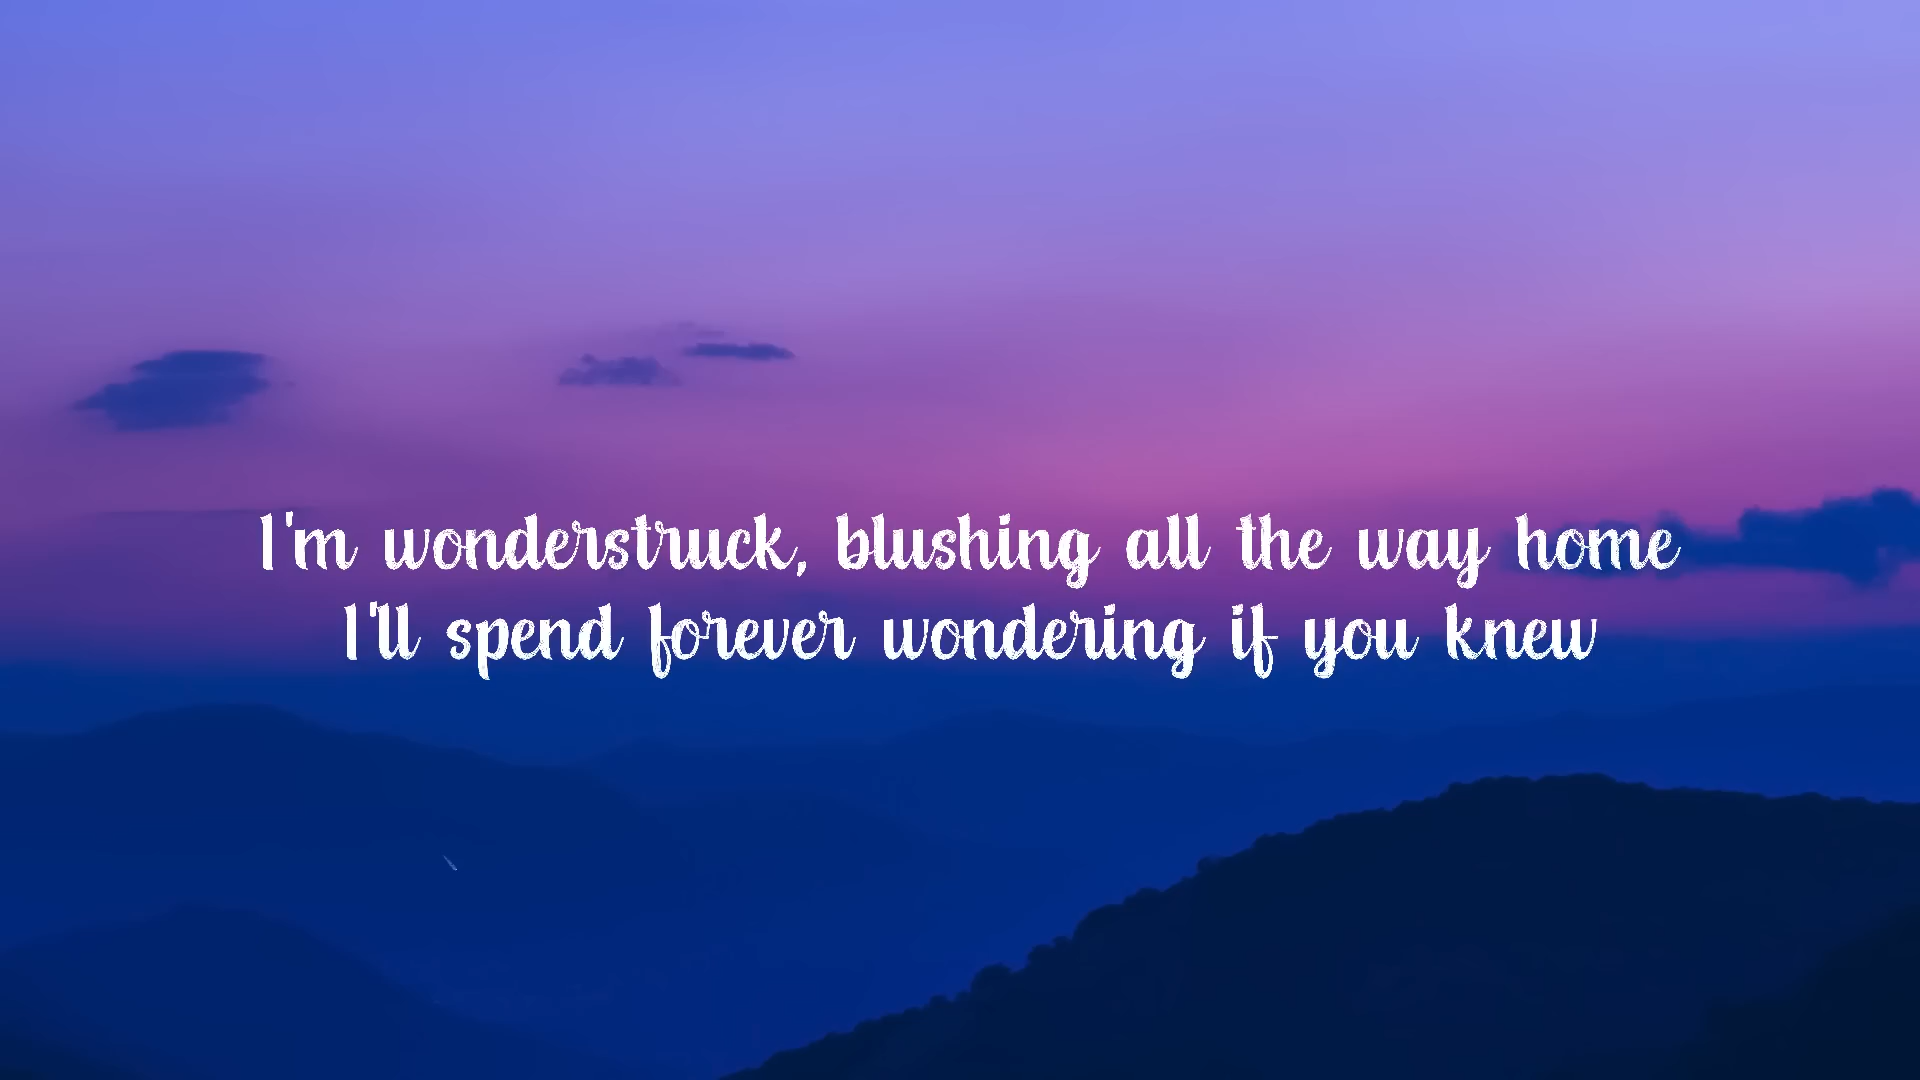 I'm wonderstruck, blushing all the way home
I'll spend forever wondering if you knew